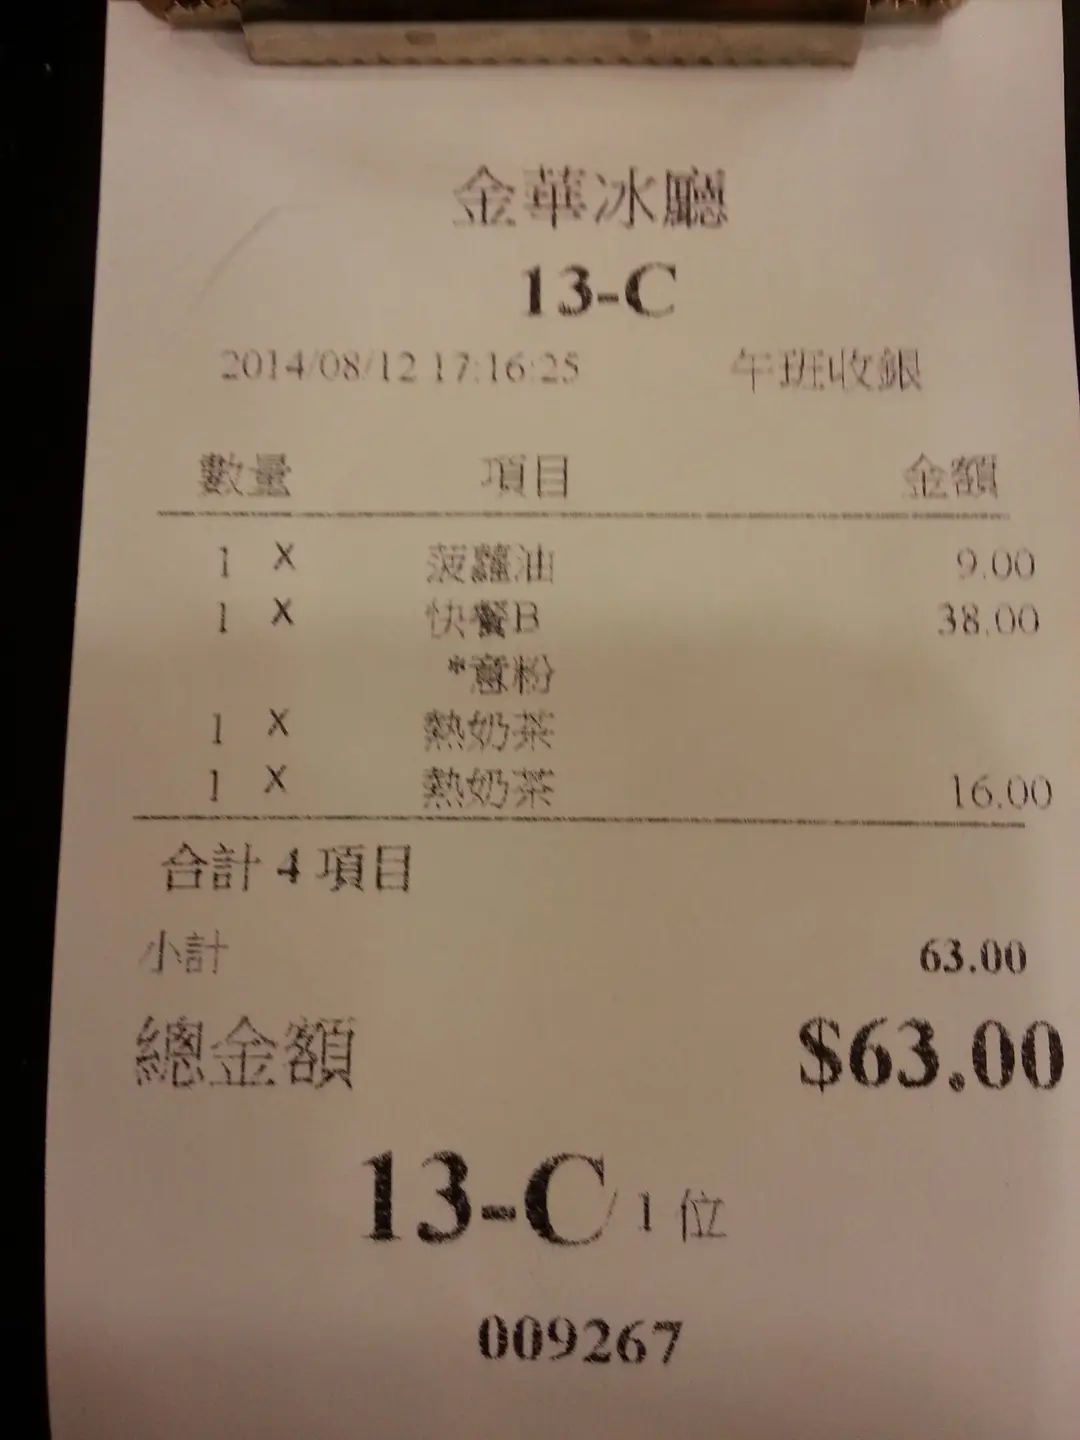 金華冰廳
13-C
2014/08/12 17:16:25 午班收銀
數量 項目 金額
1 X 菠蘿油 9.00
1 X 快餐B 38.00
*意粉
1 X 熱奶茶
1 X 熱奶茶 16.00
合計 4 項目
小計 63.00
總金額 $63.00
13-C/1 位
009267